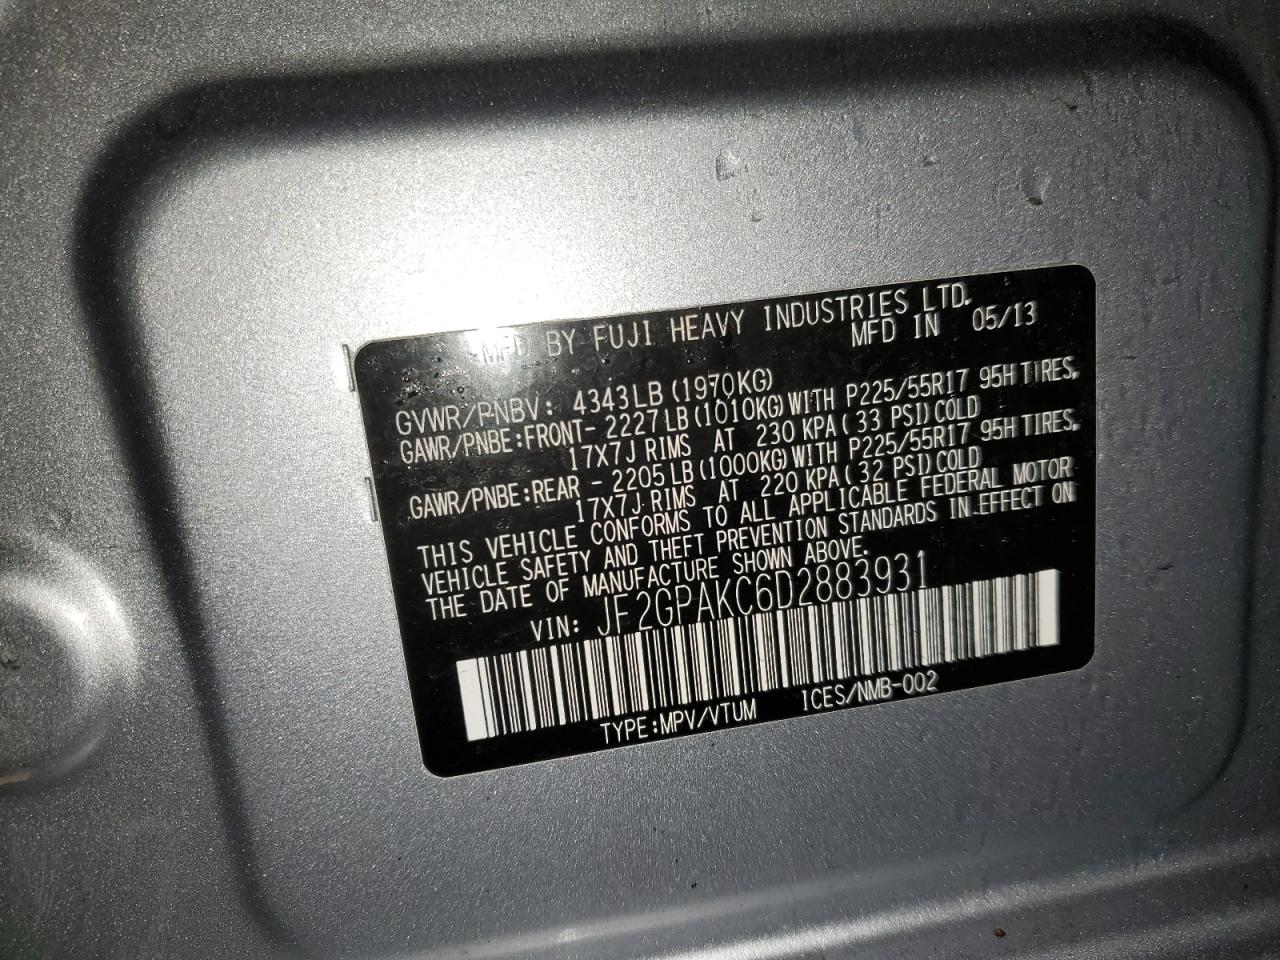 MFD BY FUJI HEAVY INDUSTRIES LTD.
MFD IN 05/13
GVWR/PNBV: 4343LB (1970KG)
GAWR/PNBE:FRONT- 2227LB (1010KG) WITH P225/55R17 95H TIRES,
17X7J RIMS AT 230 KPA (33 PSI) COLD
GAWR/PNBE:REAR - 2205LB (1000KG) WITH P225/55R17 95H TIRES.
17X7J RIMS AT 220 KPA (32 PSI) COLD
THIS VEHICLE CONFORMS TO ALL APPLICABLE FEDERAL MOTOR
VEHICLE SAFETY AND THEFT PREVENTION STANDARDS IN EFFECT ON
THE DATE OF MANUFACTURE SHOWN ABOVE.
VIN: JF2GPAKC6D2883931
TYPE:MPV/VTUM ICES/NMB-002